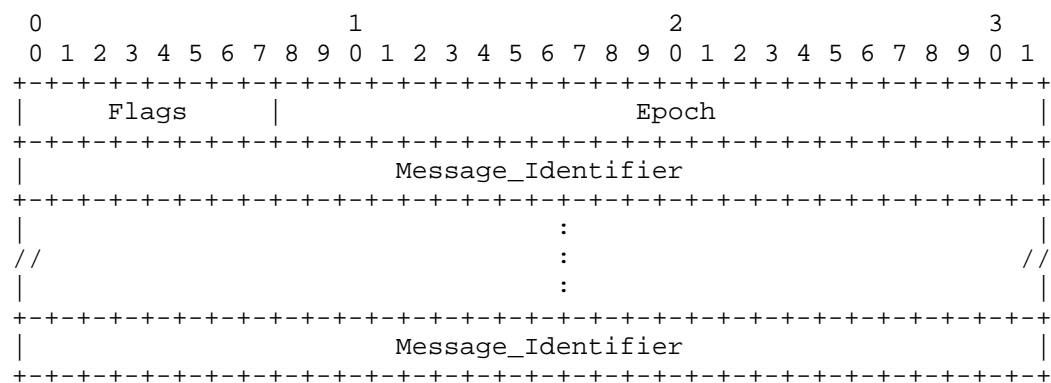 0                   1                   2                   3
 0 1 2 3 4 5 6 7 8 9 0 1 2 3 4 5 6 7 8 9 0 1 2 3 4 5 6 7 8 9 0 1
+-+-+-+-+-+-+-+-+-+-+-+-+-+-+-+-+-+-+-+-+-+-+-+-+-+-+-+-+-+-+-+-+
|     Flags     |                      Epoch                    |
+-+-+-+-+-+-+-+-+-+-+-+-+-+-+-+-+-+-+-+-+-+-+-+-+-+-+-+-+-+-+-+-+
|                       Message_Identifier                      |
+-+-+-+-+-+-+-+-+-+-+-+-+-+-+-+-+-+-+-+-+-+-+-+-+-+-+-+-+-+-+-+-+
|                                 :                             |
//                                :                            //
|                                 :                             |
+-+-+-+-+-+-+-+-+-+-+-+-+-+-+-+-+-+-+-+-+-+-+-+-+-+-+-+-+-+-+-+-+
|                       Message_Identifier                      |
+-+-+-+-+-+-+-+-+-+-+-+-+-+-+-+-+-+-+-+-+-+-+-+-+-+-+-+-+-+-+-+-+